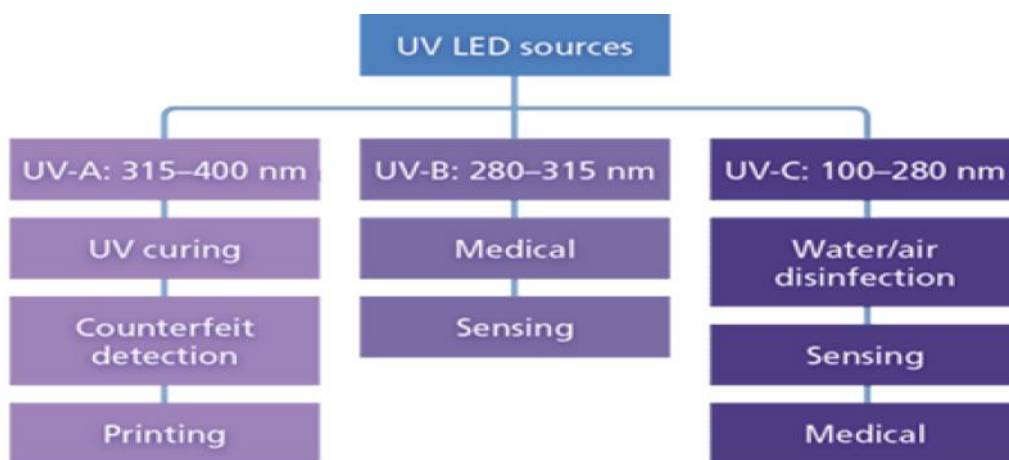 UV LED sources
UV-A: 315–400 nm
UV curing
Counterfeit
detection
Printing
UV-B: 280–315 nm
Medical
Sensing
UV-C: 100–280 nm
Water/air
disinfection
Sensing
Medical